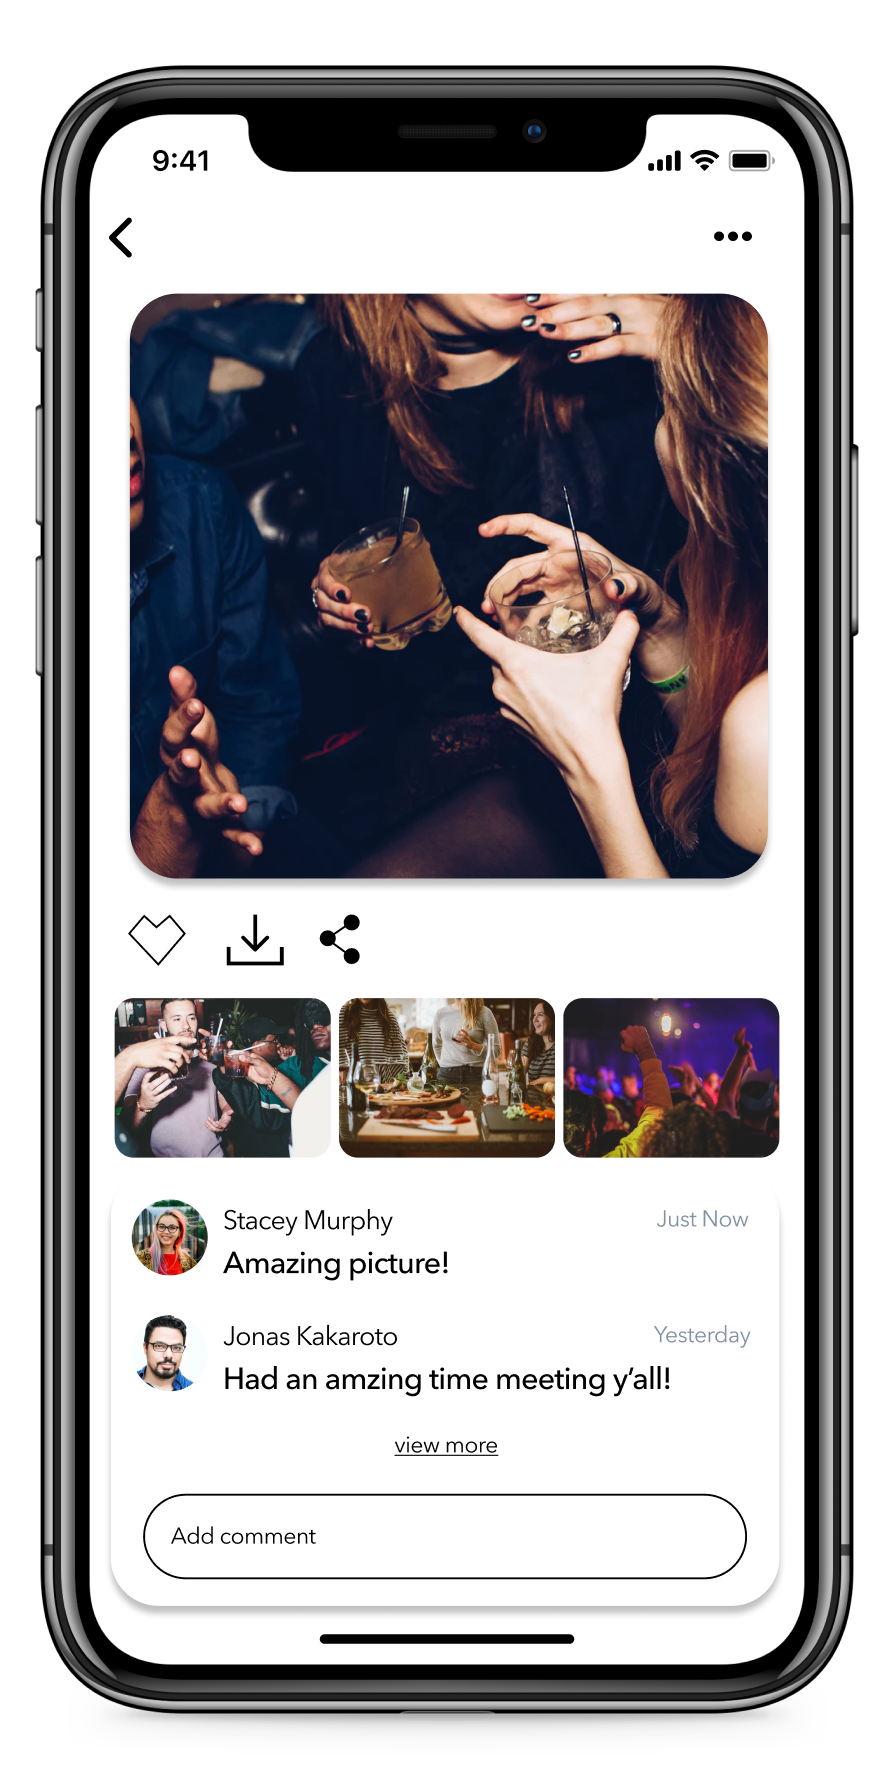 9:41
Stacey Murphy
Just Now
Amazing picture!
Jonas Kakaroto
Yesterday
Had an amzing time meeting y'all!
view more
Add comment